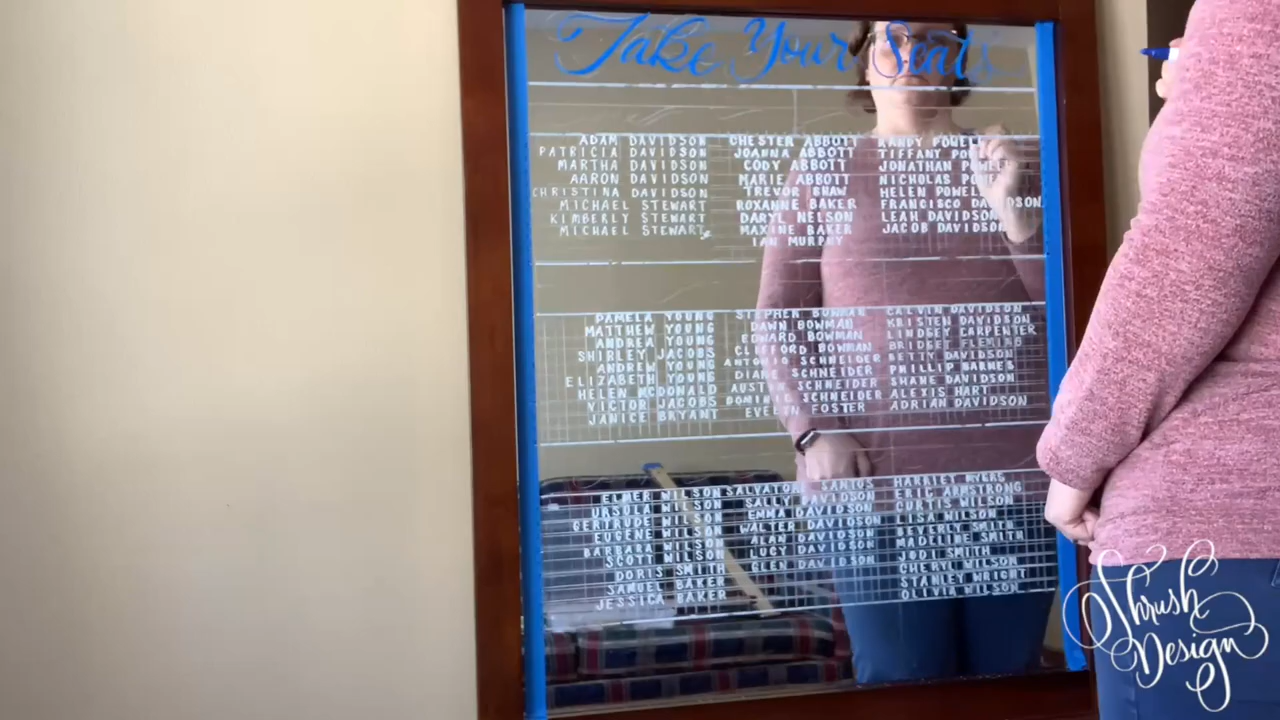 Take Your Seats
ADAM DAVIDSON
PATRICIA DAVIDSON
MARTHA DAVIDSON
AARON DAVIDSON
CHRISTINA DAVIDSON
MICHAEL STEWART
KIMBERLY STEWART
MICHAEL STEWART
CHESTER ABBOTT
JOANNA ABBOTT
CODY ABBOTT
MARIE ABBOTT
TREVOR SHAW
ROXANNE BAKER
DARYL NELSON
MAXINE BAKER
IAN MURPHY
RANDY POWELL
TIFFANY
JONATHAN POWELL
NICHOLAS POWELL
HELEN POWELL
FRANCISCO DAVIDSON
LEAH DAVIDSON
JACOB DAVIDSON
PAMELA YOUNG
MATTHEW YOUNG
ANDREA YOUNG
SHIRLEY JACOBS
ANDREW YOUNG
ELIZABETH YOUNG
HELEN MCDONALD
VICTOR JACOBS
JANICE BRYANT
STEPHEN BOWMAN
DAWN BOWMAN
EDWARD BOWMAN
CLIFFORD BOWMAN
ANTONIO SCHNEIDER
DIANE SCHNEIDER
AUSTIN SCHNEIDER
DOMINIC SCHNEIDER
EVELYN FOSTER
CALVIN DAVIDSON
KRISTEN DAVIDSON
LINDSEY CARPENTER
BRIDGET FLEMING
BETTY DAVIDSON
PHILLIP BARNES
SHANE DAVIDSON
ALEXIS HART
ADRIAN DAVIDSON
ELMER WILSON
URSULA WILSON
GERTRUDE WILSON
EUGENE WILSON
BARBARA WILSON
SCOTT WILSON
DORIS SMITH
SAMUEL BAKER
JESSICA BAKER
SALVATORE SANTOS
SALLY DAVIDSON
EMMA DAVIDSON
WALTER DAVIDSON
ALAN DAVIDSON
LUCY DAVIDSON
GLEN DAVIDSON
HARRIET MYERS
ERIC ARMSTRONG
CURTIS WILSON
LISA WILSON
BEVERLY SMITH
MADELINE SMITH
JODI SMITH
CHERYL WILSON
STANLEY WRIGHT
OLIVIA WILSON
Shrush
Design